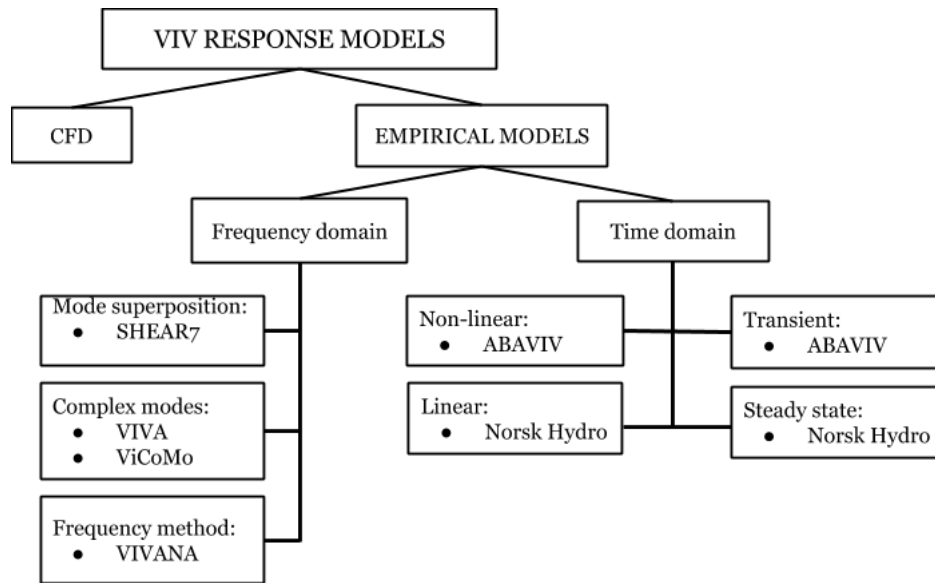 VIV RESPONSE MODELS
CFD
EMPIRICAL MODELS
Frequency domain
Time domain
Mode superposition:
● SHEAR7
Complex modes:
● VIVA
● ViCoMo
Frequency method:
● VIVANA
Non-linear:
● ABAVIV
Transient:
● ABAVIV
Linear:
● Norsk Hydro
Steady state:
● Norsk Hydro